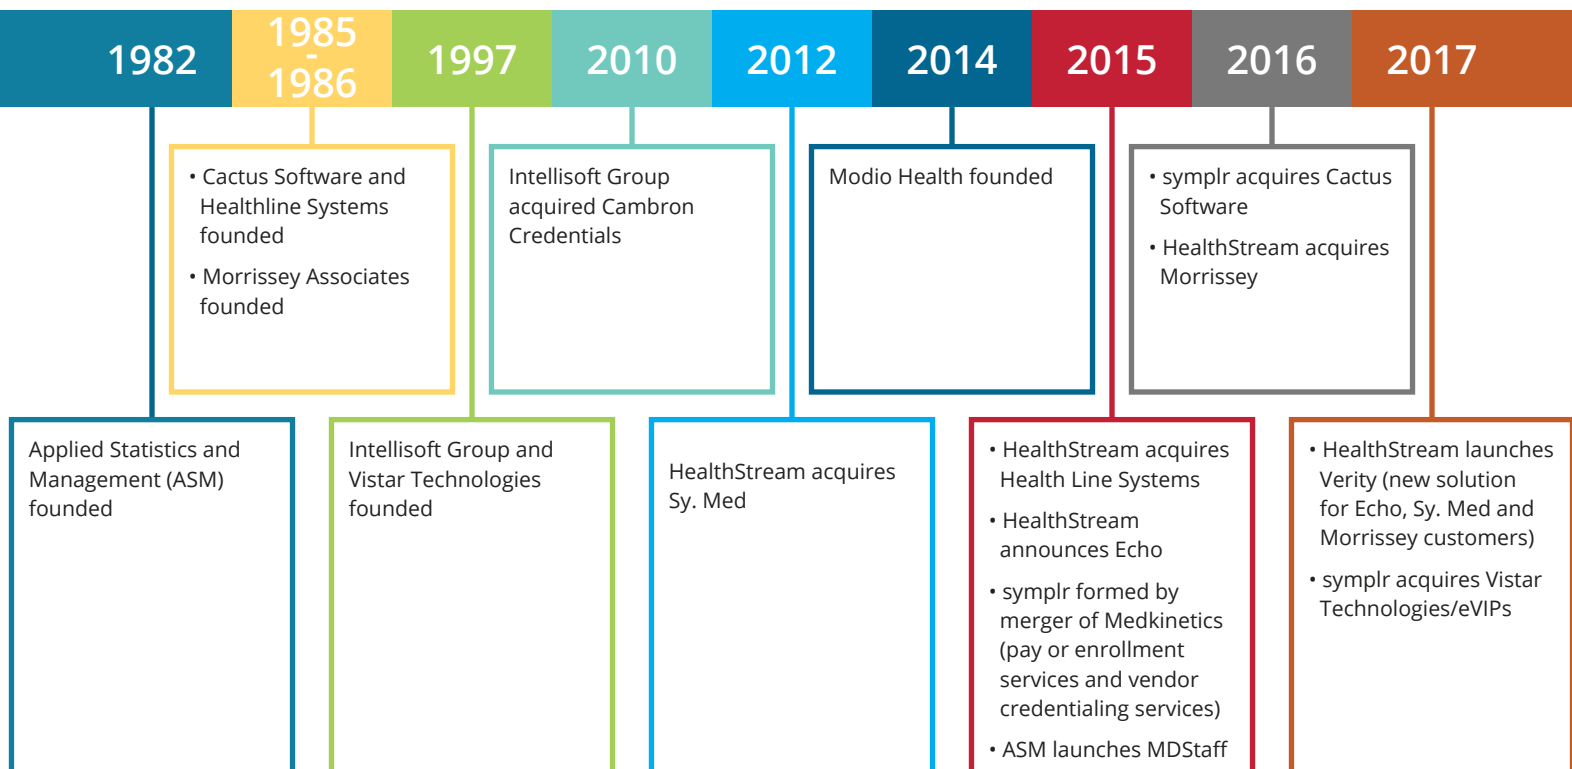 1982
1985
-
1986
1997
2010
2012
2014
2015
2016
2017
• Cactus Software and
Healthline Systems
founded
• Morrissey Associates
founded
Intellisoft Group
acquired Cambron
Credentials
Modio Health founded
• symplr acquires Cactus
Software
• HealthStream acquires
Morrissey
Applied Statistics and
Management (ASM)
founded
Intellisoft Group and
Vistar Technologies
founded
HealthStream acquires
Sy. Med
• HealthStream acquires
Health Line Systems
• HealthStream
announces Echo
• symplr formed by
merger of Medkinetics
(pay or enrollment
services and vendor
credentialing services)
• ASM launches MDStaff
• HealthStream launches
Verity (new solution
for Echo, Sy. Med and
Morrissey customers)
• symplr acquires Vistar
Technologies/eVIPs